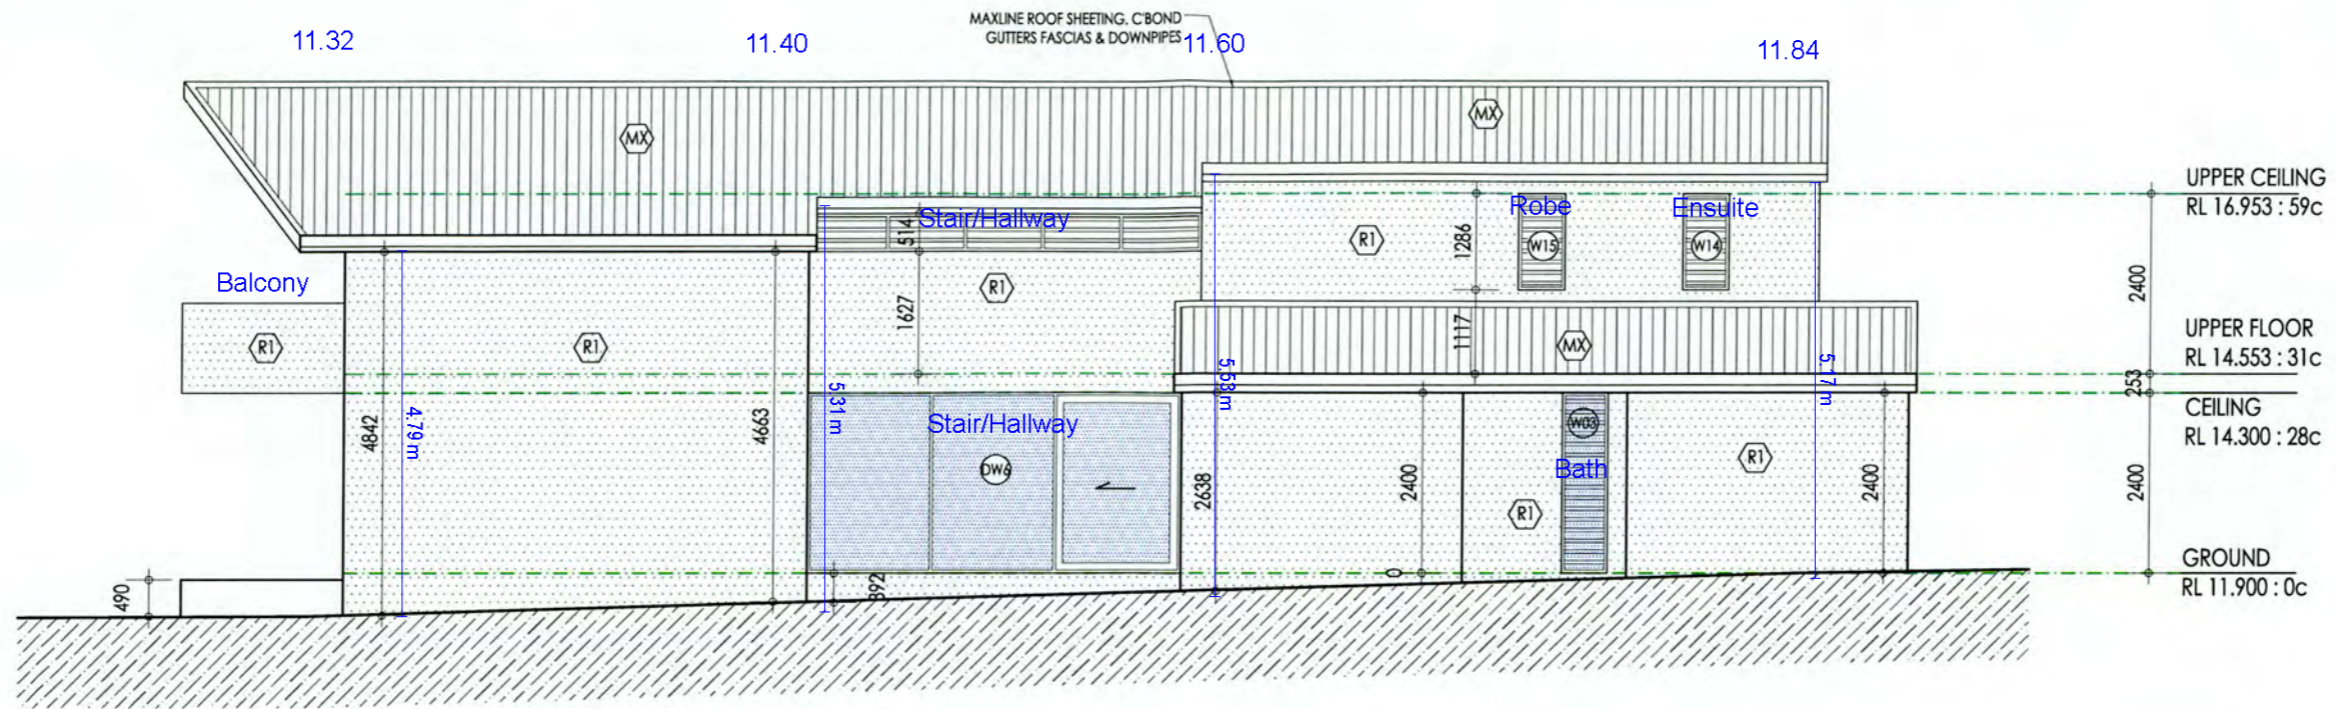 MAXLINE ROOF SHEETING. C'BOND
GUTTERS FASCIAS & DOWNPIPES
11.32
11.40
11.60
11.84
MX
MX
UPPER CEILING
RL 16.953 : 59c
Stair/Hallway
Robe
Ensuite
514
R1
1286
W15
W14
Balcony
R1
1627
2400
R1
R1
1117
MX
UPPER FLOOR
RL 14.553 : 31c
253
4842
4.79 m
4663
5.31 m
5.53 m
5.17 m
CEILING
RL 14.300 : 28c
Stair/Hallway
W03
DW6
Bath
R1
2638
2400
2400
2400
R1
GROUND
RL 11.900 : 0c
490
392
0